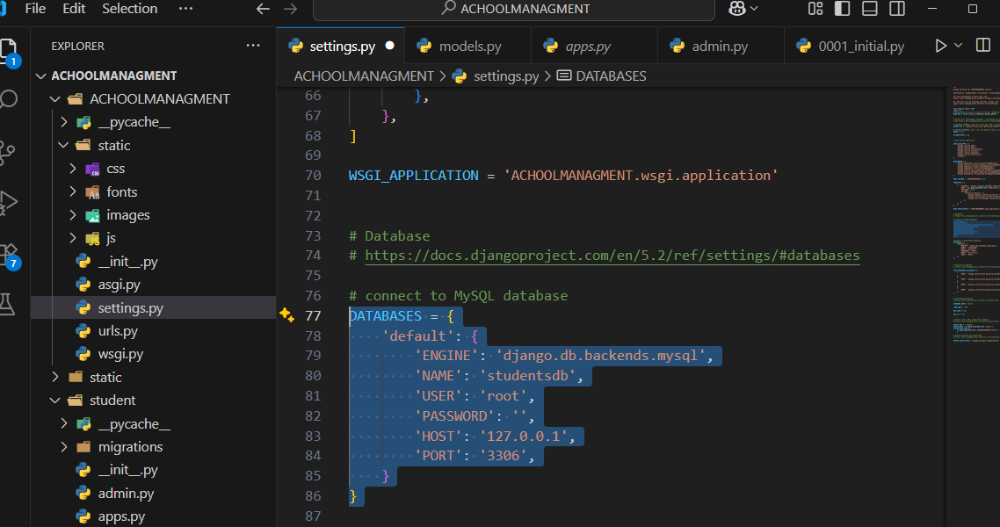 File Edit Selection ··· ACHOOLMANAGMENT
EXPLORER ···
1
7
ACHOOLMANAGMENT
ACHOOLMANAGMENT
__pycache__
static
css
fonts
images
js
__init__.py
asgi.py
settings.py
urls.py
wsgi.py
static
student
__pycache__
migrations
__init__.py
admin.py
apps.py
settings.py models.py apps.py admin.py 0001_initial.py
ACHOOLMANAGMENT > settings.py > DATABASES
66 },
67 },
68 ]
69
70 WSGI_APPLICATION = 'ACHOOLMANAGMENT.wsgi.application'
71
72
73 # Database
74 # https://docs.djangoproject.com/en/5.2/ref/settings/#databases
75
76 # connect to MySQL database
77 DATABASES = {
78 'default': {
79 'ENGINE': 'django.db.backends.mysql',
80 'NAME': 'studentsdb',
81 'USER': 'root',
82 'PASSWORD': '',
83 'HOST': '127.0.0.1',
84 'PORT': '3306',
85 }
86 }
87